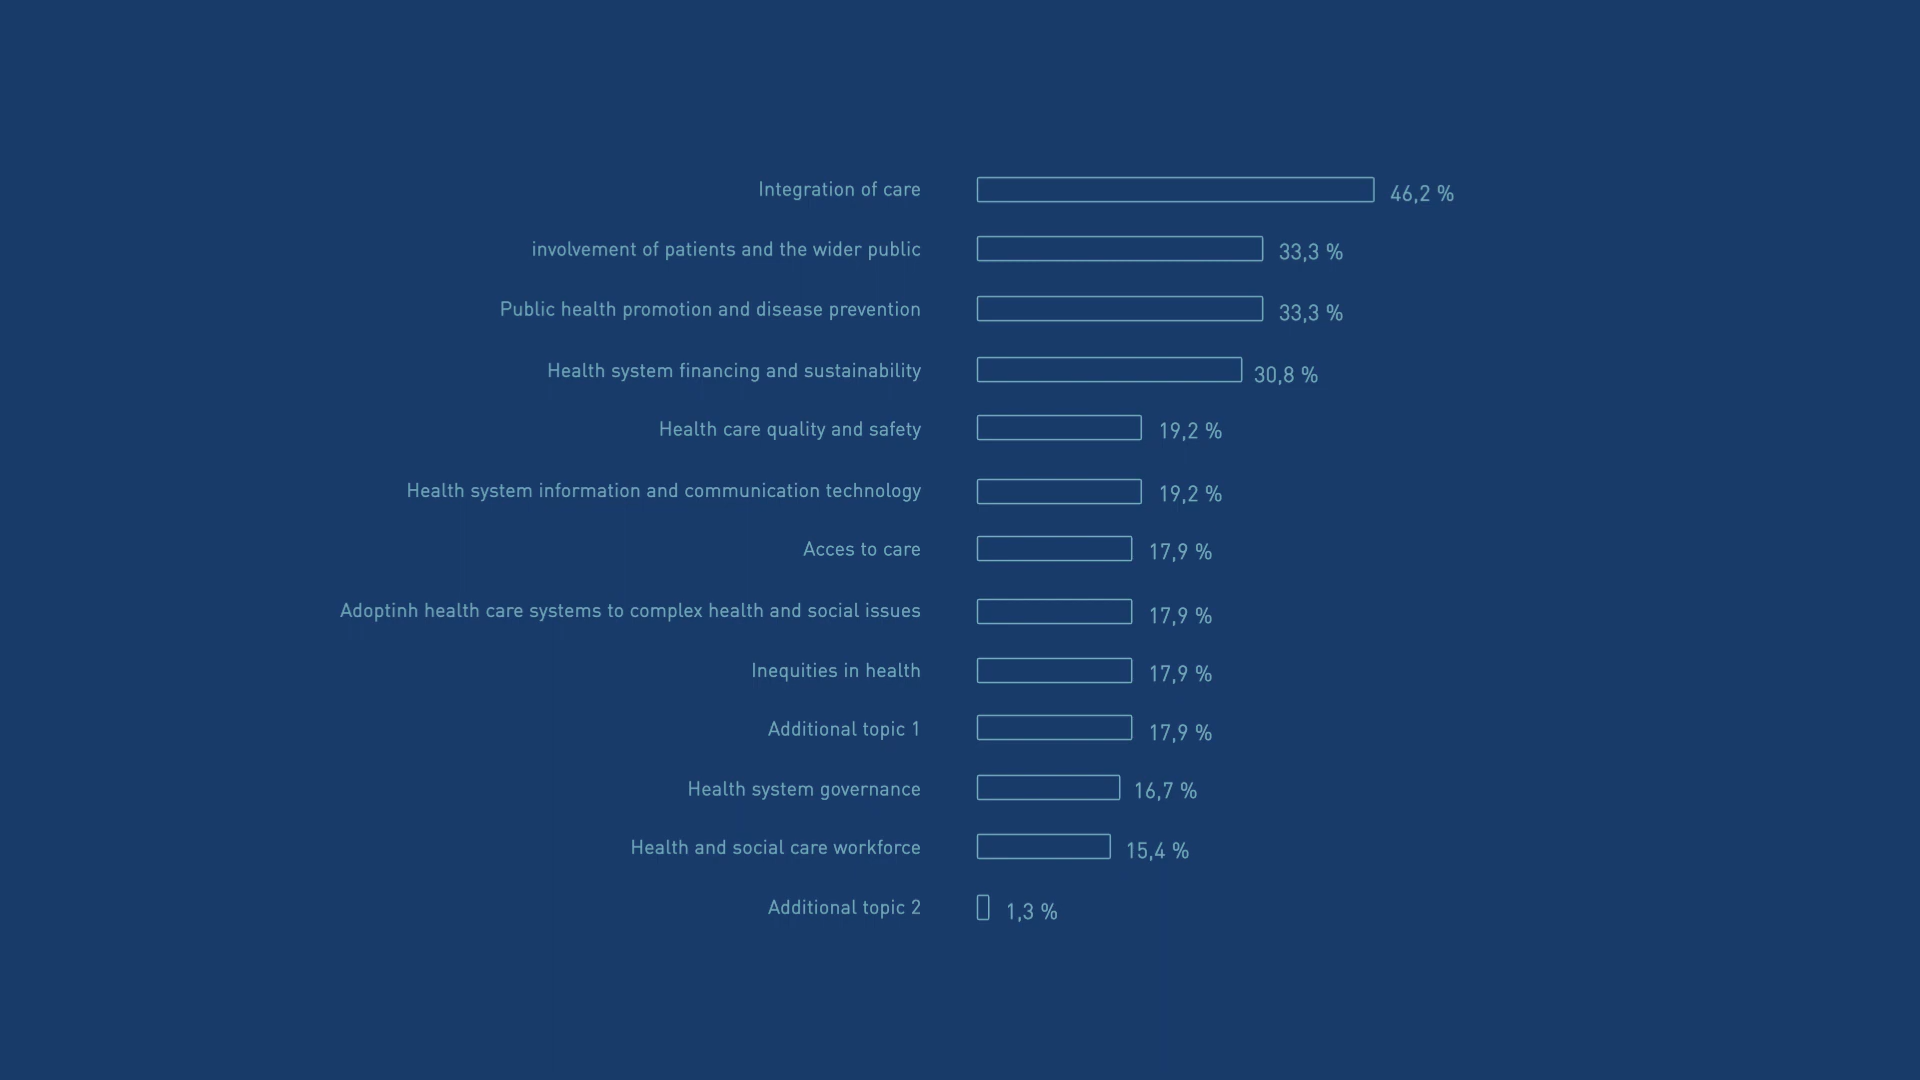 Integration of care 46,2 %
involvement of patients and the wider public 33,3 %
Public health promotion and disease prevention 33,3 %
Health system financing and sustainability 30,8 %
Health care quality and safety 19,2 %
Health system information and communication technology 19,2 %
Acces to care 17,9 %
Adoptinh health care systems to complex health and social issues 17,9 %
Inequities in health 17,9 %
Additional topic 1 17,9 %
Health system governance 16,7 %
Health and social care workforce 15,4 %
Additional topic 2 1,3 %